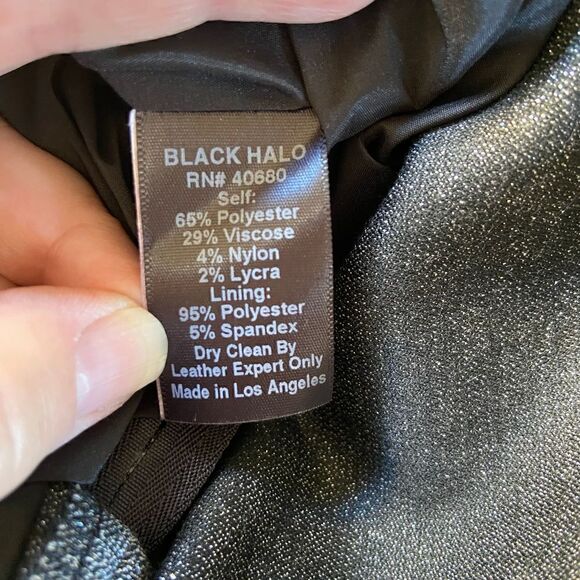 BLACK HALO
RN# 40680
Self:
65% Polyester
29% Viscose
4% Nylon
2% Lycra
Lining:
95% Polyester
5% Spandex
Dry Clean By
Leather Expert Only
Made in Los Angeles